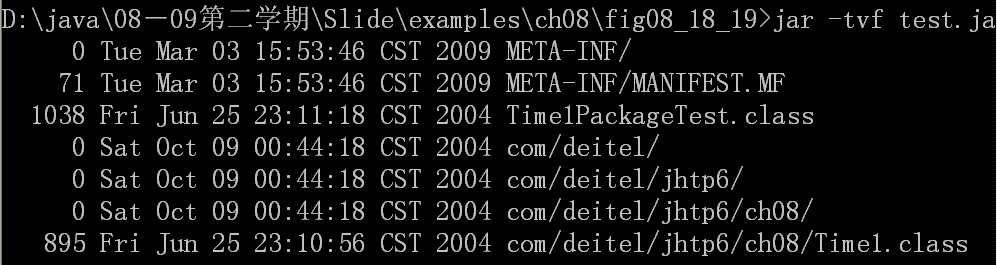 D:\java\08－09第二学期\Slide\examples\ch08\fig08_18_19>jar -tvf test.ja
0 Tue Mar 03 15:53:46 CST 2009 META-INF/
71 Tue Mar 03 15:53:46 CST 2009 META-INF/MANIFEST.MF
1038 Fri Jun 25 23:11:18 CST 2004 Time1PackageTest.class
0 Sat Oct 09 00:44:18 CST 2004 com/deitel/
0 Sat Oct 09 00:44:18 CST 2004 com/deitel/jhtp6/
0 Sat Oct 09 00:44:18 CST 2004 com/deitel/jhtp6/ch08/
895 Fri Jun 25 23:10:56 CST 2004 com/deitel/jhtp6/ch08/Time1.class